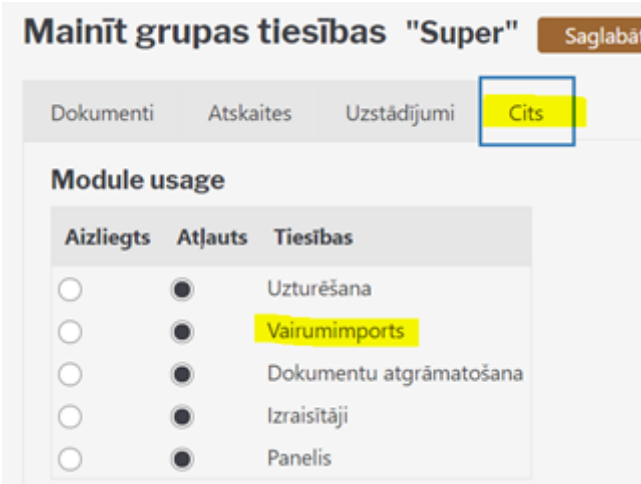 Mainīt grupas tiesības "Super" Saglabāt
Dokumenti Atskaites Uzstādījumi Cits
Module usage
Aizliegts Atļauts Tiesības
Uzturēšana
Vairumimports
Dokumentu atgrāmatošana
Izraisītāji
Panelis